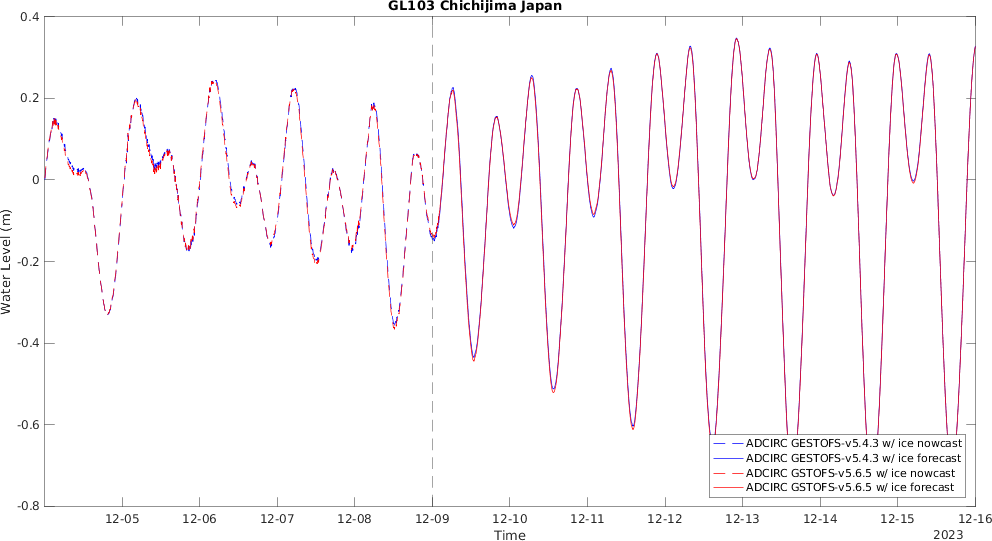 GL103 Chichijima Japan
0.4
0.2
0
-0.2
-0.4
-0.6
-0.8
Water Level (m)
ADCIRC GESTOFS-v5.4.3 w/ ice nowcast
ADCIRC GESTOFS-v5.4.3 w/ ice forecast
ADCIRC GSTOFS-v5.6.5 w/ ice nowcast
ADCIRC GSTOFS-v5.6.5 w/ ice forecast
12-05 12-06 12-07 12-08 12-09 12-10 12-11 12-12 12-13 12-14 12-15 12-16
Time
2023